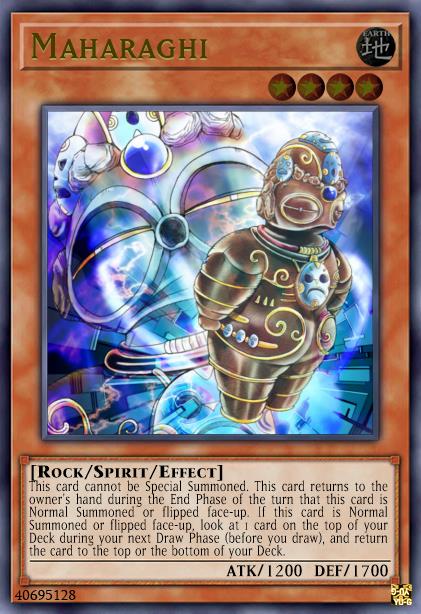 MAHARAGHI
EARTH
地
[ROCK/SPIRIT/EFFECT]
This card cannot be Special Summoned. This card returns to the
owner's hand during the End Phase of the turn that this card is
Normal Summoned or flipped face-up. If this card is Normal
Summoned or flipped face-up, look at 1 card on the top of your
Deck during your next Draw Phase (before you draw), and return
the card to the top or the bottom of your Deck.
ATK/1200 DEF/1700
40695128